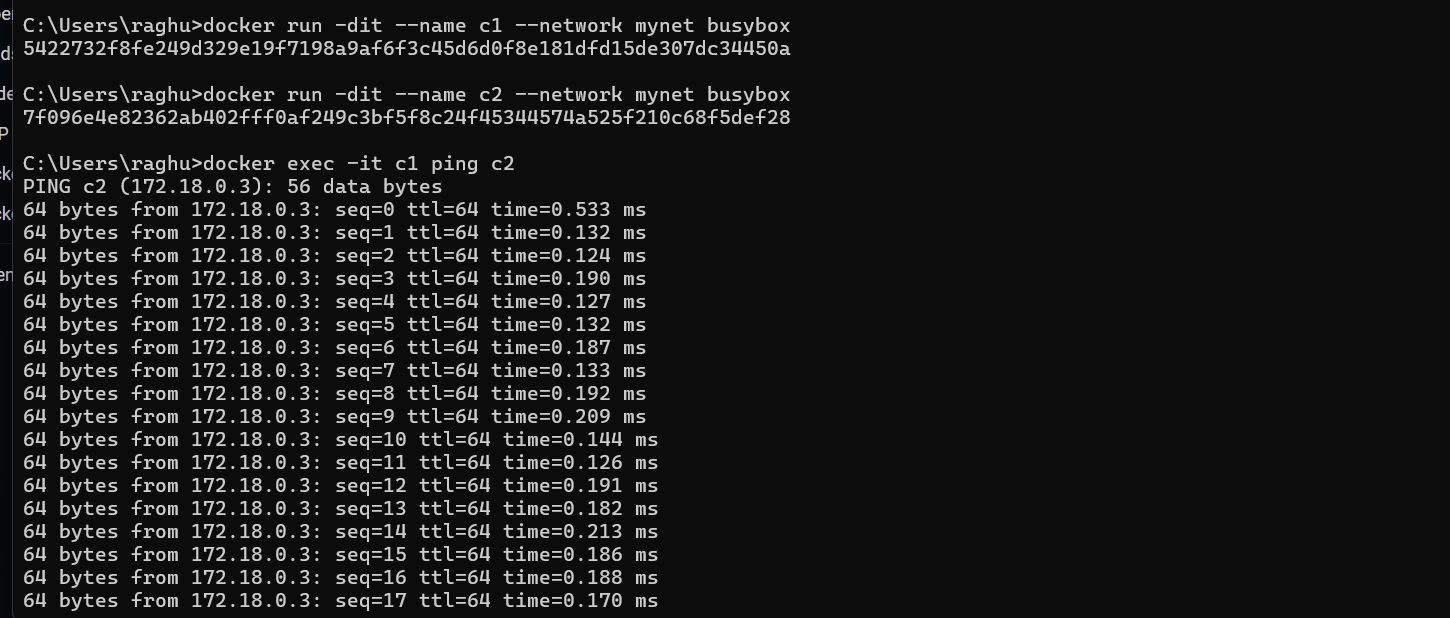 C:\Users\raghu>docker run -dit --name c1 --network mynet busybox
5422732f8fe249d329e19f7198a9af6f3c45d6d0f8e181dfd15de307dc34450a
C:\Users\raghu>docker run -dit --name c2 --network mynet busybox
7f096e4e82362ab402fff0af249c3bf5f8c24f45344574a525f210c68f5def28
C:\Users\raghu>docker exec -it c1 ping c2
PING c2 (172.18.0.3): 56 data bytes
64 bytes from 172.18.0.3: seq=0 ttl=64 time=0.533 ms
64 bytes from 172.18.0.3: seq=1 ttl=64 time=0.132 ms
64 bytes from 172.18.0.3: seq=2 ttl=64 time=0.124 ms
64 bytes from 172.18.0.3: seq=3 ttl=64 time=0.190 ms
64 bytes from 172.18.0.3: seq=4 ttl=64 time=0.127 ms
64 bytes from 172.18.0.3: seq=5 ttl=64 time=0.132 ms
64 bytes from 172.18.0.3: seq=6 ttl=64 time=0.187 ms
64 bytes from 172.18.0.3: seq=7 ttl=64 time=0.133 ms
64 bytes from 172.18.0.3: seq=8 ttl=64 time=0.192 ms
64 bytes from 172.18.0.3: seq=9 ttl=64 time=0.209 ms
64 bytes from 172.18.0.3: seq=10 ttl=64 time=0.144 ms
64 bytes from 172.18.0.3: seq=11 ttl=64 time=0.126 ms
64 bytes from 172.18.0.3: seq=12 ttl=64 time=0.191 ms
64 bytes from 172.18.0.3: seq=13 ttl=64 time=0.182 ms
64 bytes from 172.18.0.3: seq=14 ttl=64 time=0.213 ms
64 bytes from 172.18.0.3: seq=15 ttl=64 time=0.186 ms
64 bytes from 172.18.0.3: seq=16 ttl=64 time=0.188 ms
64 bytes from 172.18.0.3: seq=17 ttl=64 time=0.170 ms